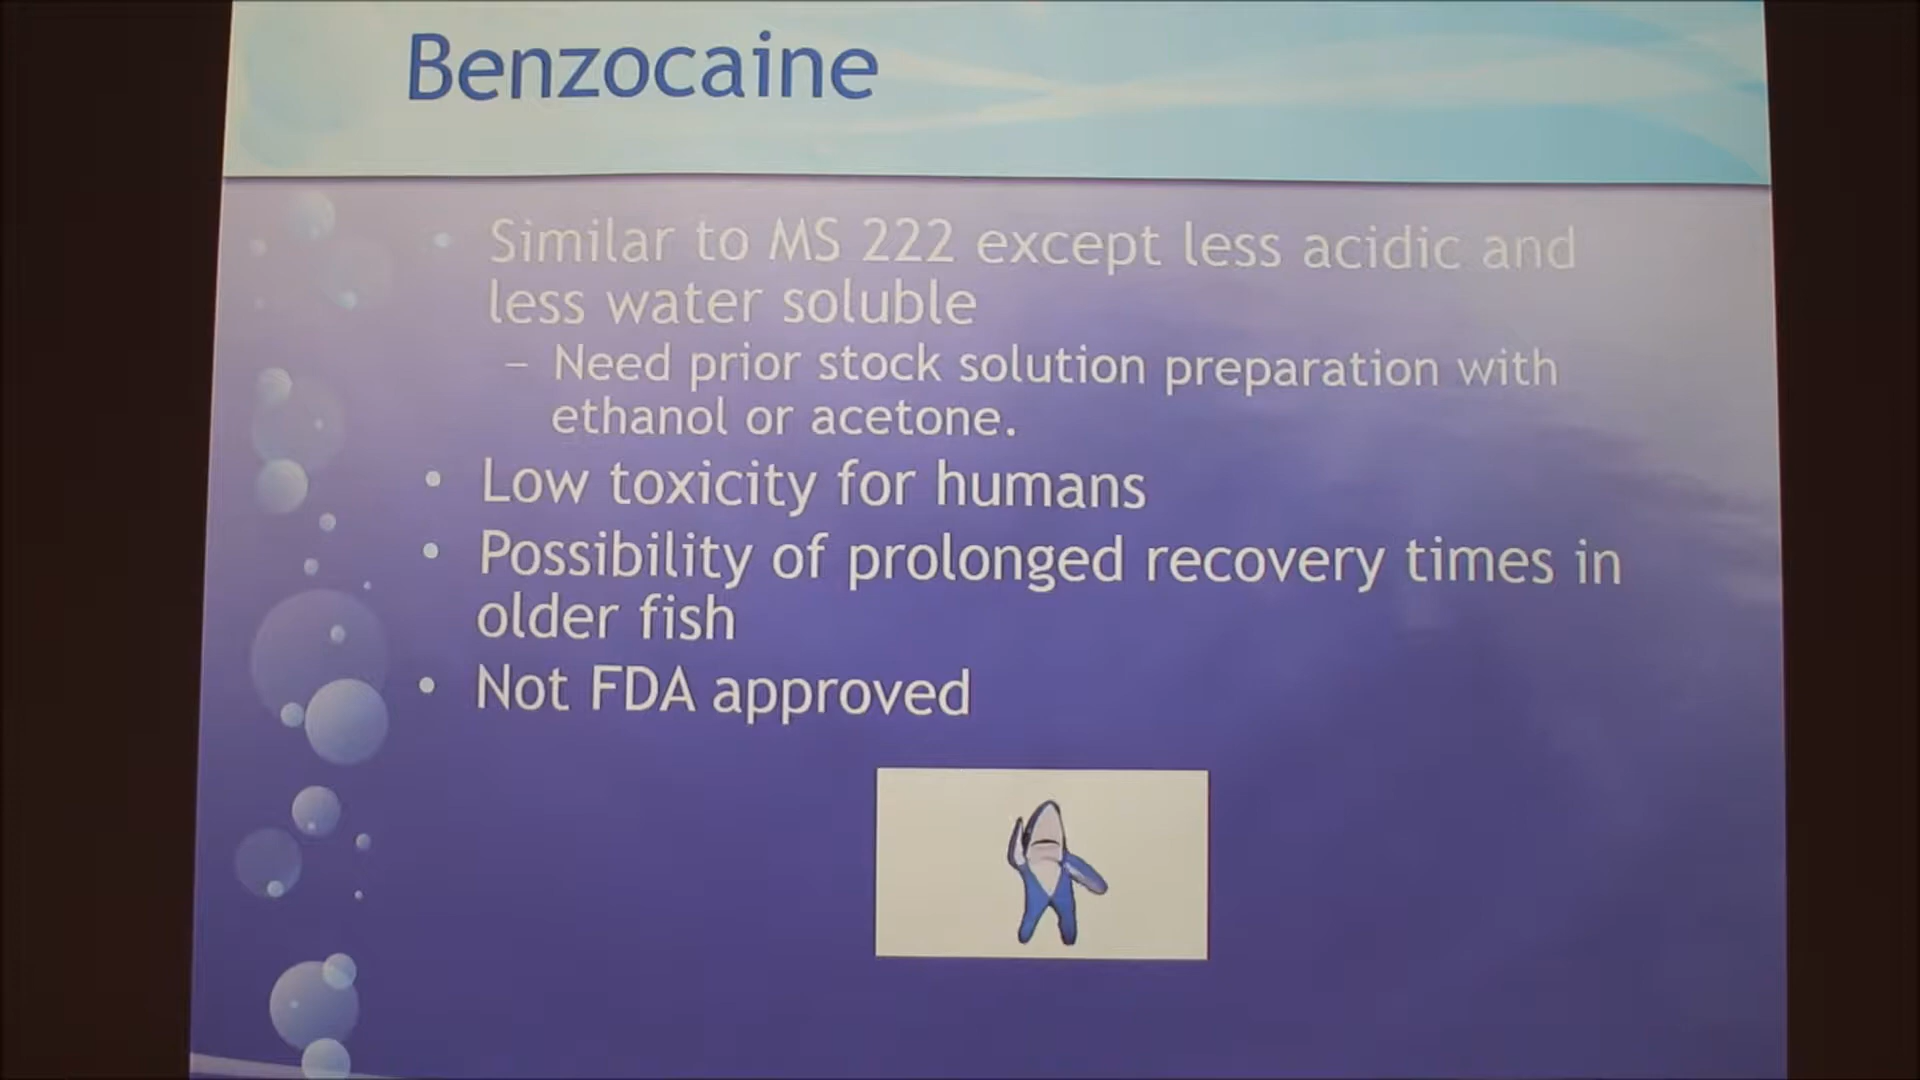 Benzocaine
• Similar to MS 222 except less acidic and
less water soluble
– Need prior stock solution preparation with
ethanol or acetone.
• Low toxicity for humans
• Possibility of prolonged recovery times in
older fish
• Not FDA approved